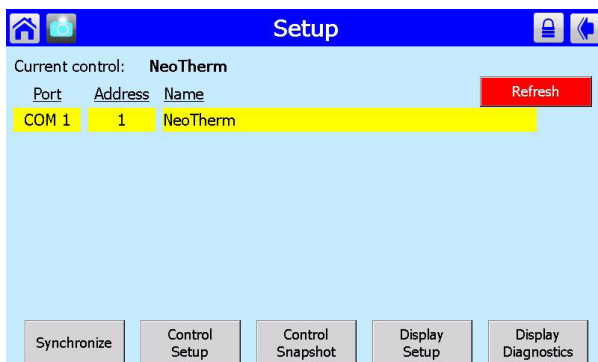 Setup
Current control: NeoTherm
Port Address Name
Refresh
COM 1 1 NeoTherm
Synchronize
Control
Setup
Control
Snapshot
Display
Setup
Display
Diagnostics